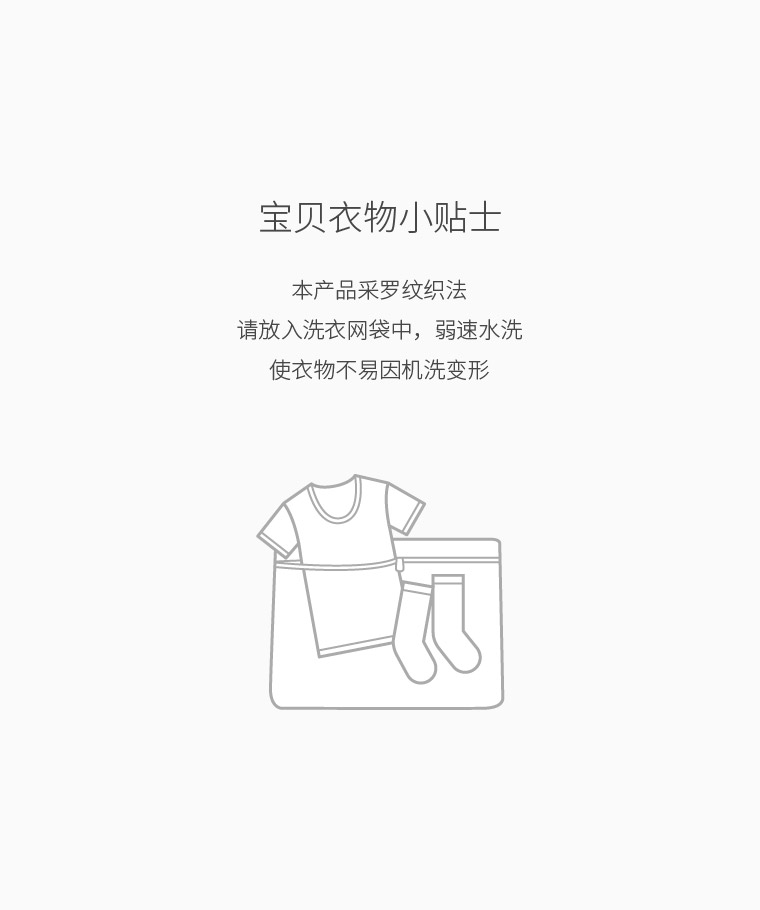 宝贝衣物小贴士
本产品采罗纹织法
请放入洗衣网袋中，弱速水洗
使衣物不易因机洗变形